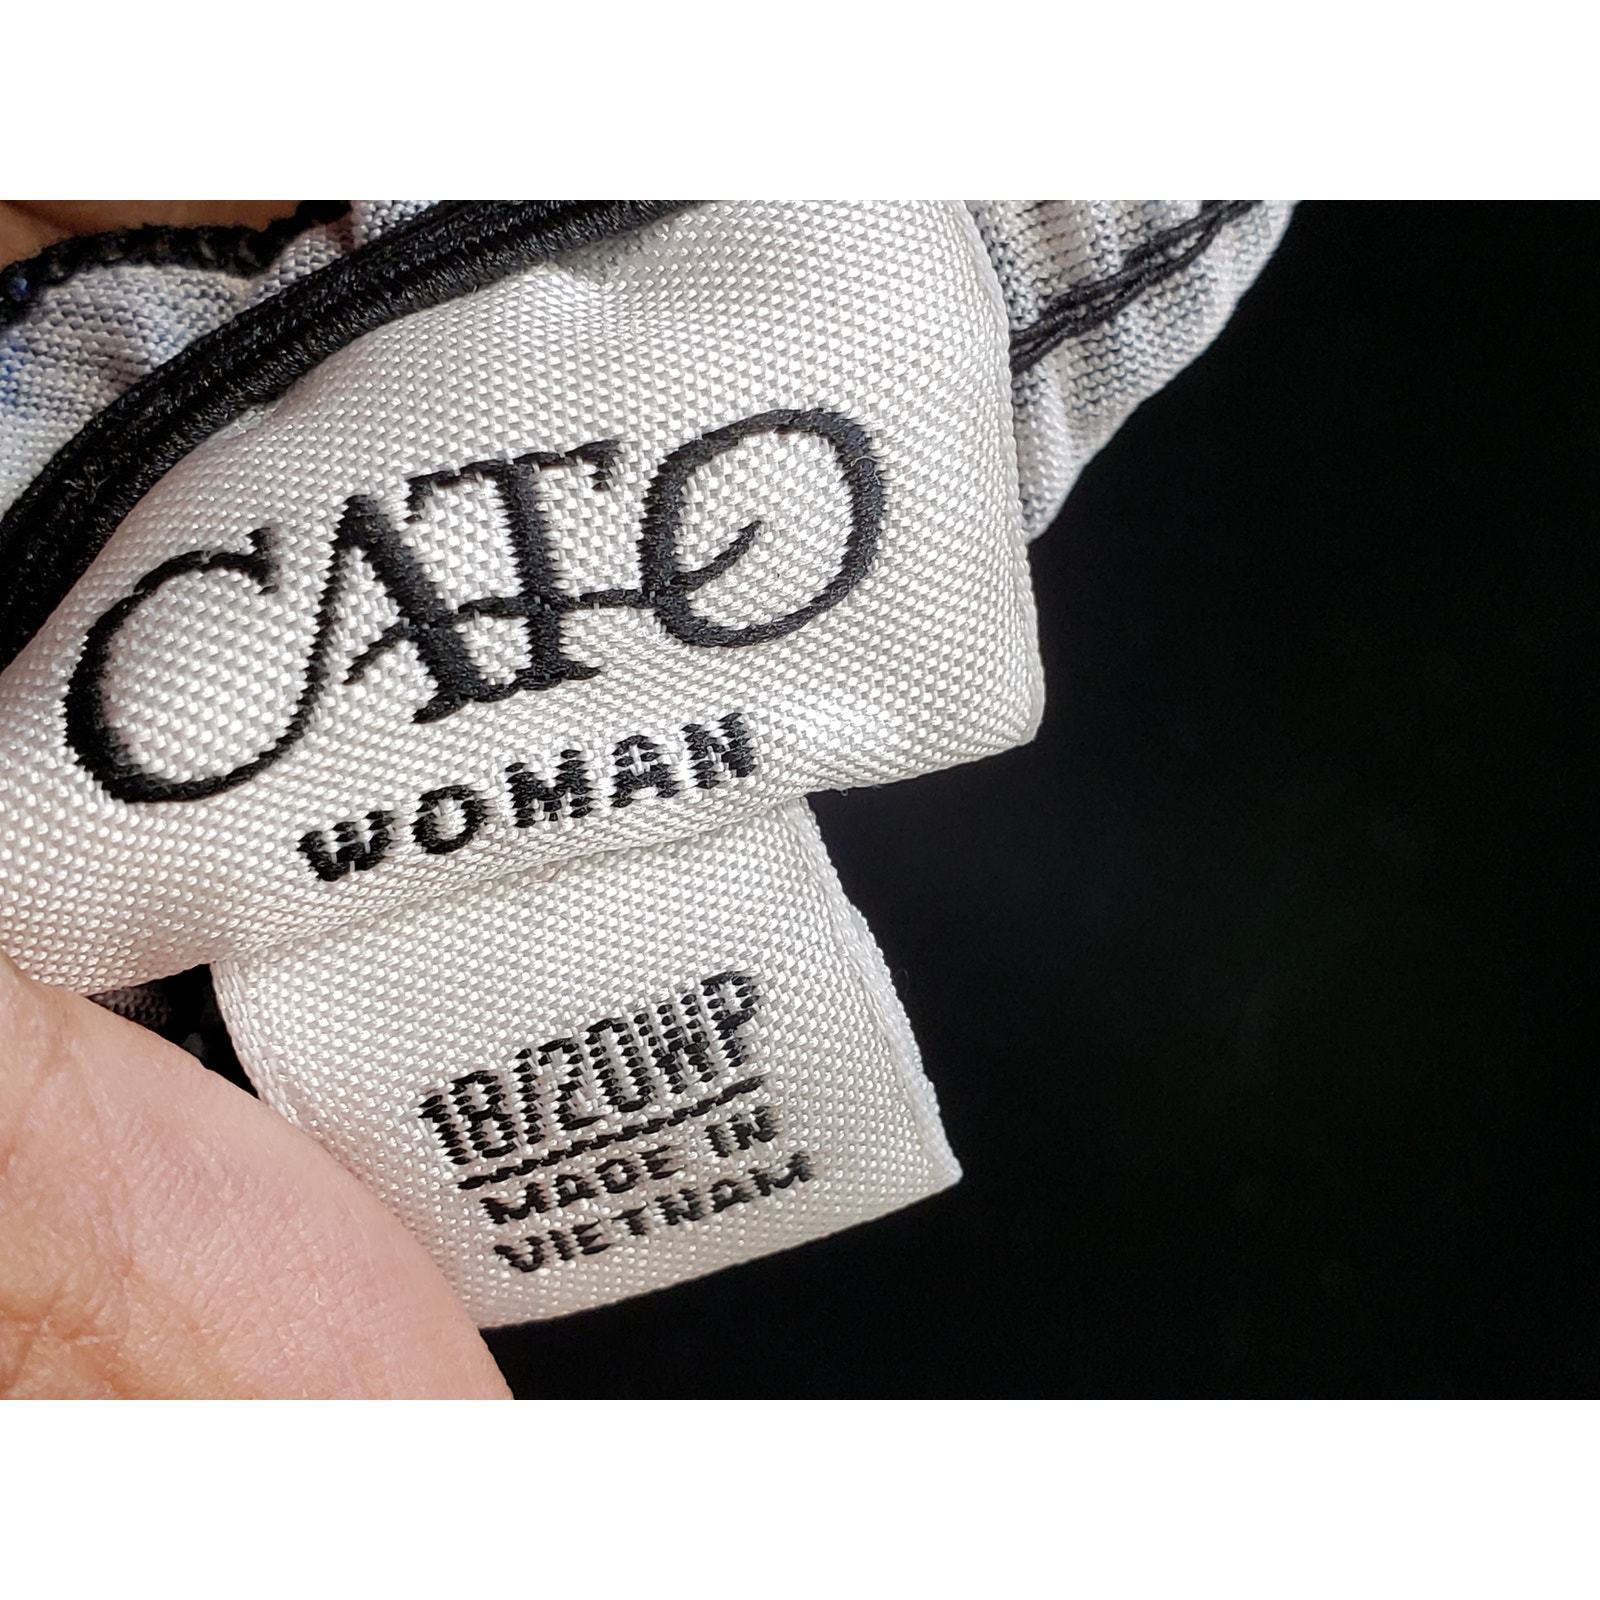 CATO
WOMAN
18/20WP
MADE IN
VIETNAM